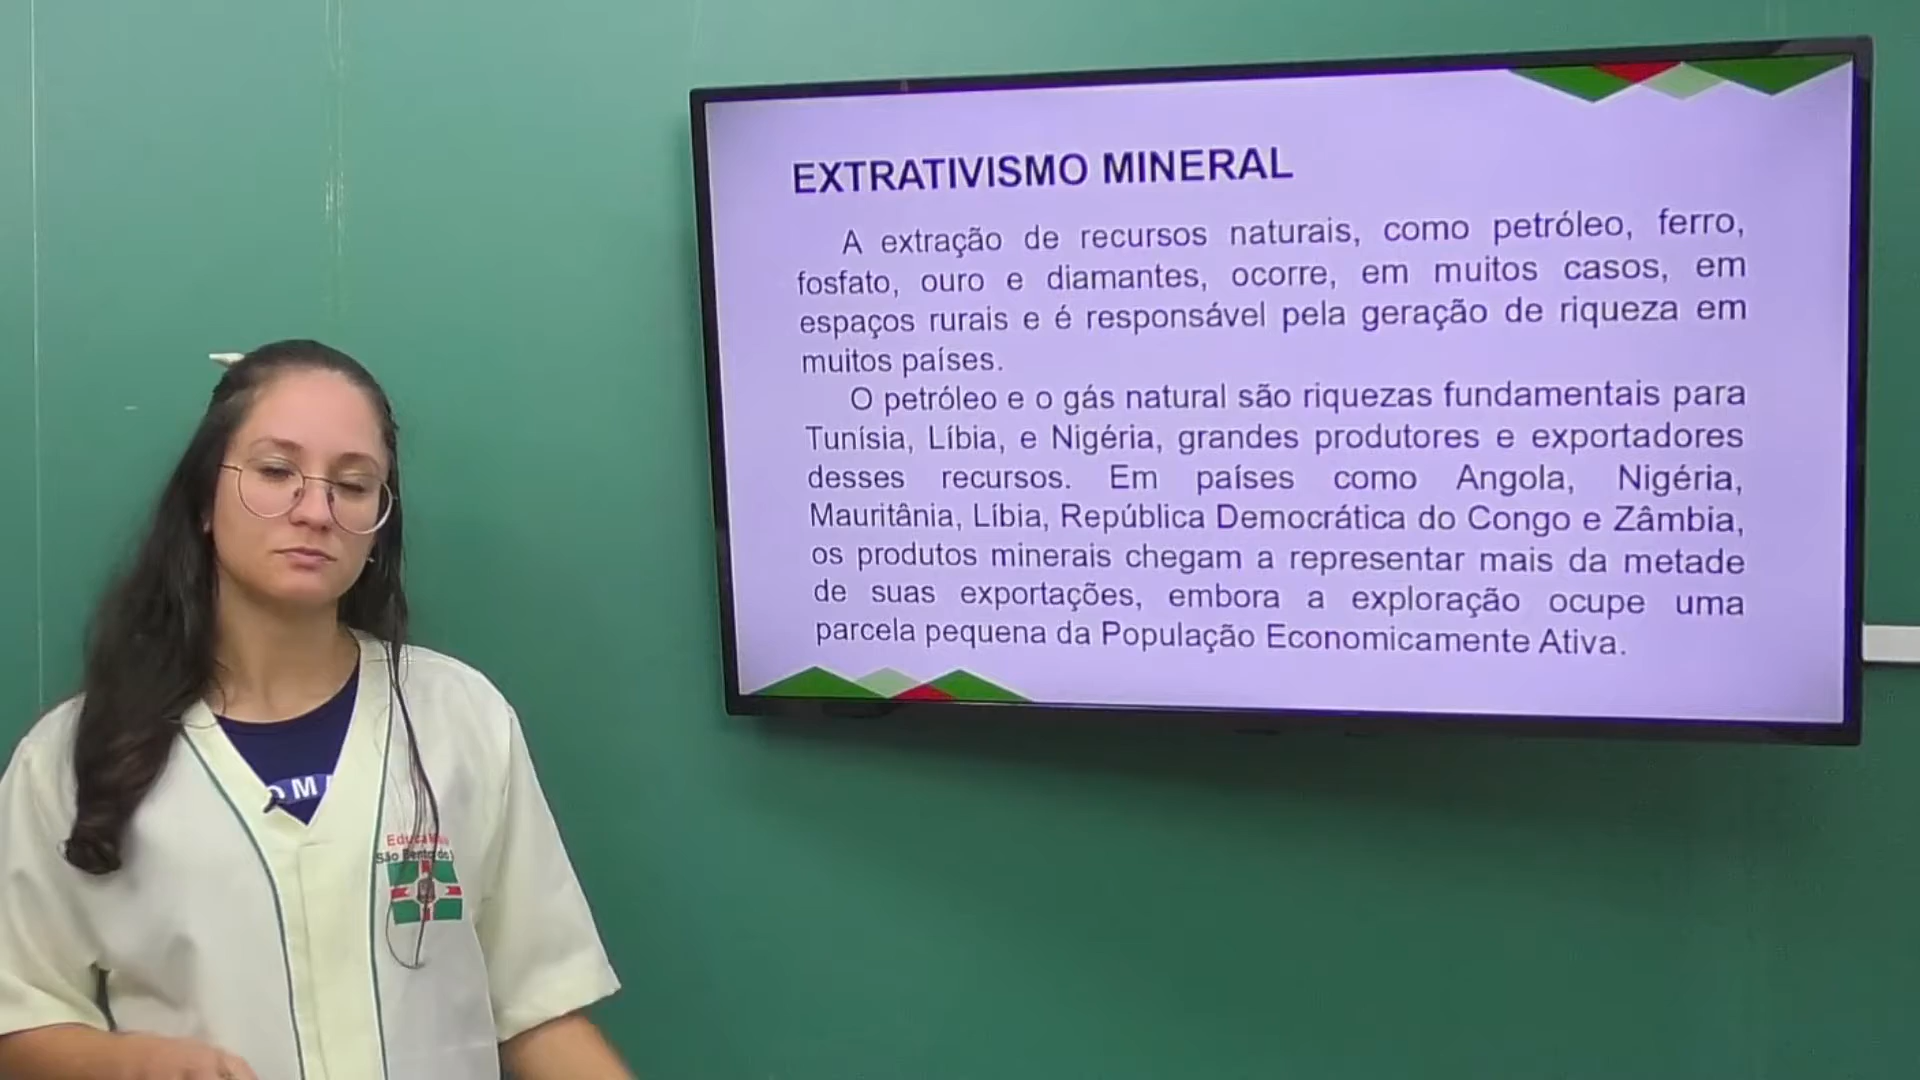 EXTRATIVISMO MINERAL
A extração de recursos naturais, como petróleo, ferro,
fosfato, ouro e diamantes, ocorre, em muitos casos, em
espaços rurais e é responsável pela geração de riqueza em
muitos países.
O petróleo e o gás natural são riquezas fundamentais para
Tunísia, Líbia, e Nigéria, grandes produtores e exportadores
desses recursos. Em países como Angola, Nigéria,
Mauritânia, Líbia, República Democrática do Congo e Zâmbia,
os produtos minerais chegam a representar mais da metade
de suas exportações, embora a exploração ocupe uma
parcela pequena da População Economicamente Ativa.
São Bento do